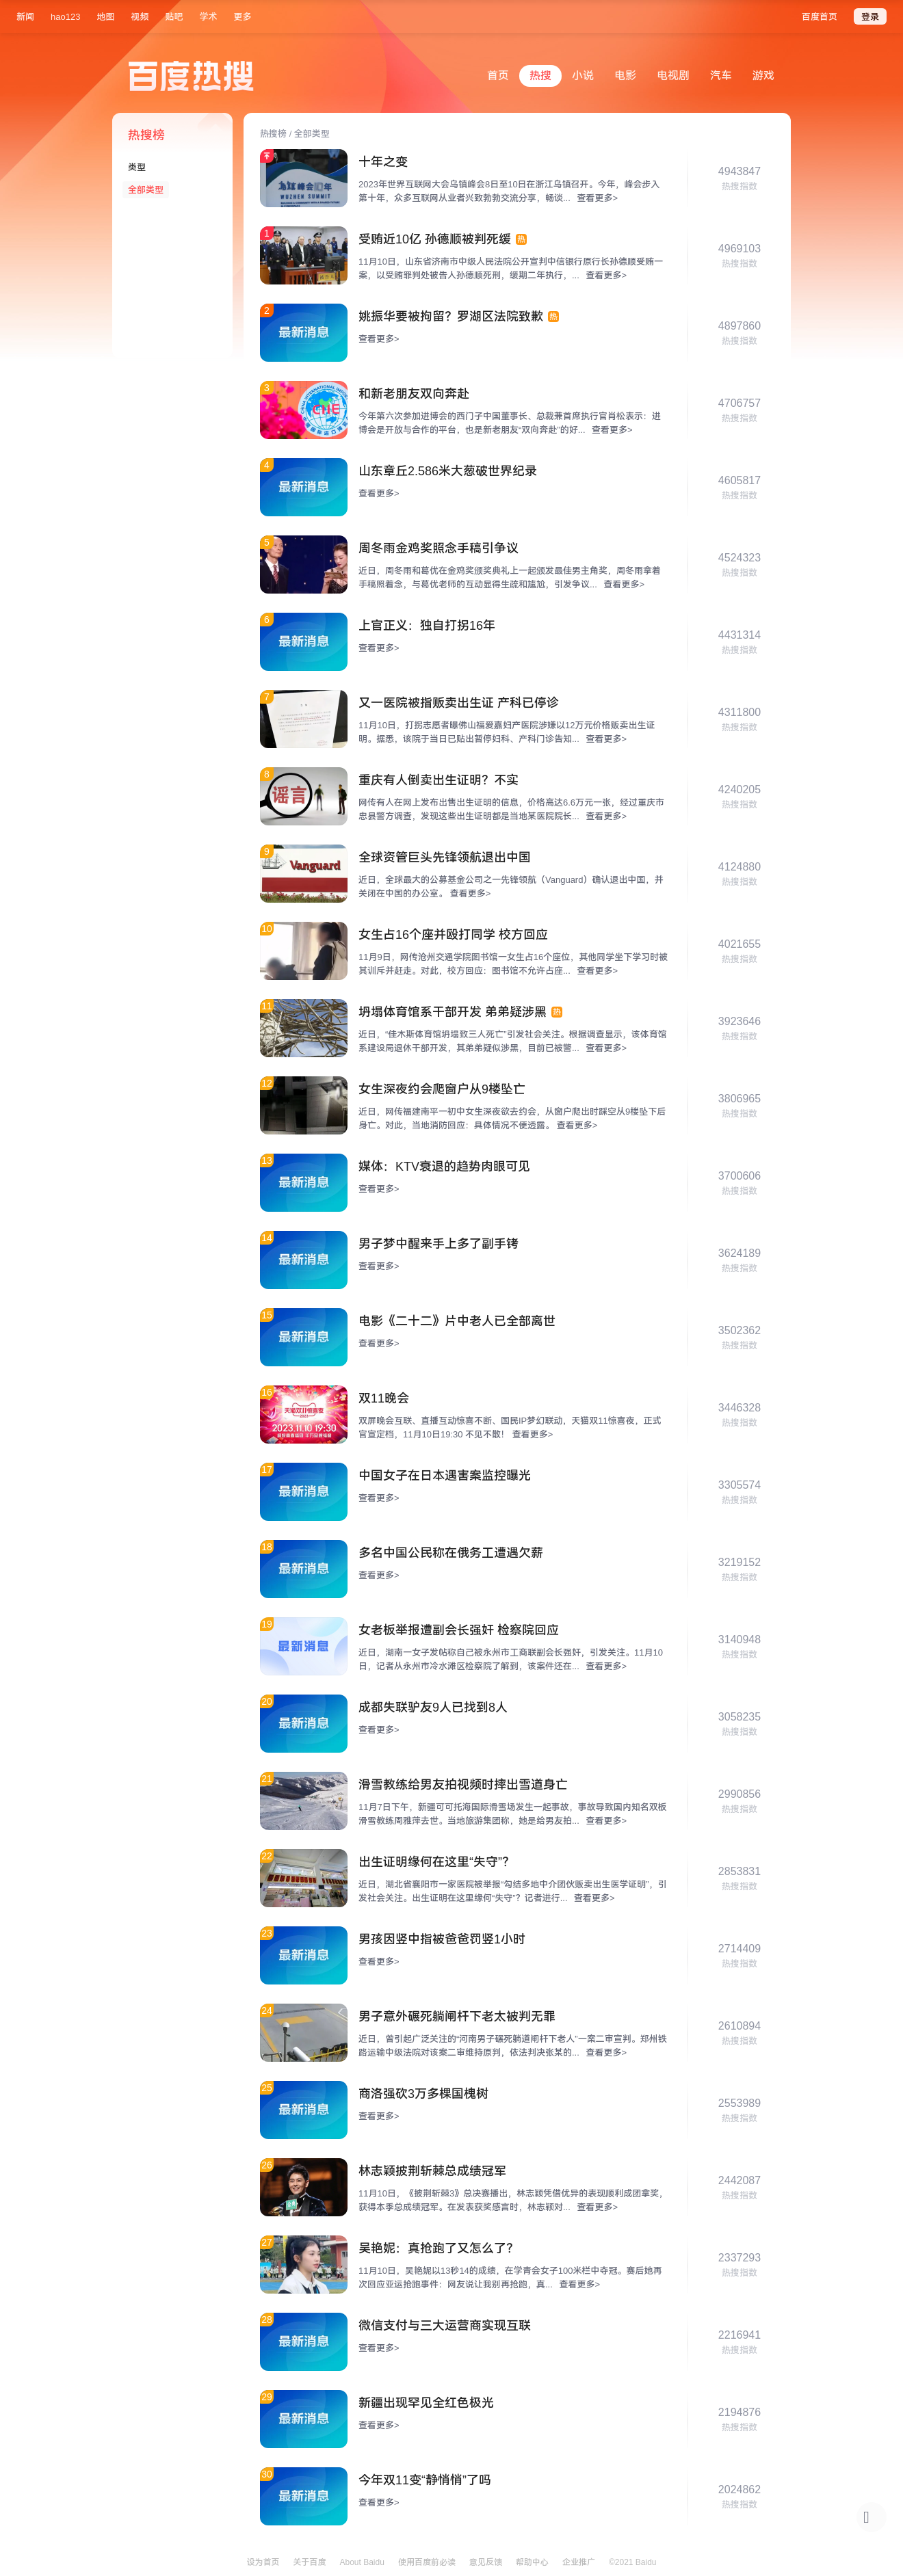 新闻 hao123 地图 视频 贴吧 学术 更多 百度首页 登录
百度热搜 首页 热搜 小说 电影 电视剧 汽车 游戏
热搜榜
类型
全部类型
热搜榜 / 全部类型
十年之变
2023年世界互联网大会乌镇峰会8日至10日在浙江乌镇召开。今年，峰会步入
第十年，众多互联网从业者兴致勃勃交流分享，畅谈... 查看更多>
4943847
热搜指数
1
受贿近10亿 孙德顺被判死缓 热
11月10日，山东省济南市中级人民法院公开宣判中信银行原行长孙德顺受贿一
案，以受贿罪判处被告人孙德顺死刑，缓期二年执行，... 查看更多>
4969103
热搜指数
2
最新消息
姚振华要被拘留？罗湖区法院致歉 热
查看更多>
4897860
热搜指数
3
和新老朋友双向奔赴
今年第六次参加进博会的西门子中国董事长、总裁兼首席执行官肖松表示：进
博会是开放与合作的平台，也是新老朋友“双向奔赴”的好... 查看更多>
4706757
热搜指数
4
最新消息
山东章丘2.586米大葱破世界纪录
查看更多>
4605817
热搜指数
5
周冬雨金鸡奖照念手稿引争议
近日，周冬雨和葛优在金鸡奖颁奖典礼上一起颁发最佳男主角奖，周冬雨拿着
手稿照着念，与葛优老师的互动显得生疏和尴尬，引发争议... 查看更多>
4524323
热搜指数
6
最新消息
上官正义：独自打拐16年
查看更多>
4431314
热搜指数
7
又一医院被指贩卖出生证 产科已停诊
11月10日，打拐志愿者曝佛山福爱嘉妇产医院涉嫌以12万元价格贩卖出生证
明。据悉，该院于当日已贴出暂停妇科、产科门诊告知... 查看更多>
4311800
热搜指数
8
谣言
重庆有人倒卖出生证明？不实
网传有人在网上发布出售出生证明的信息，价格高达6.6万元一张，经过重庆市
忠县警方调查，发现这些出生证明都是当地某医院院长... 查看更多>
4240205
热搜指数
9
Vanguard
全球资管巨头先锋领航退出中国
近日，全球最大的公募基金公司之一先锋领航（Vanguard）确认退出中国，并
关闭在中国的办公室。 查看更多>
4124880
热搜指数
10
女生占16个座并殴打同学 校方回应
11月9日，网传沧州交通学院图书馆一女生占16个座位，其他同学坐下学习时被
其训斥并赶走。对此，校方回应：图书馆不允许占座... 查看更多>
4021655
热搜指数
11
坍塌体育馆系干部开发 弟弟疑涉黑 热
近日，“佳木斯体育馆坍塌致三人死亡”引发社会关注。根据调查显示，该体育馆
系建设局退休干部开发，其弟弟疑似涉黑，目前已被警... 查看更多>
3923646
热搜指数
12
女生深夜约会爬窗户从9楼坠亡
近日，网传福建南平一初中女生深夜欲去约会，从窗户爬出时踩空从9楼坠下后
身亡。对此，当地消防回应：具体情况不便透露。 查看更多>
3806965
热搜指数
13
最新消息
媒体：KTV衰退的趋势肉眼可见
查看更多>
3700606
热搜指数
14
最新消息
男子梦中醒来手上多了副手铐
查看更多>
3624189
热搜指数
15
最新消息
电影《二十二》片中老人已全部离世
查看更多>
3502362
热搜指数
16
2023.11.10 19:30
双11晚会
双屏晚会互联、直播互动惊喜不断、国民IP梦幻联动，天猫双11惊喜夜，正式
官宣定档，11月10日19:30 不见不散！ 查看更多>
3446328
热搜指数
17
最新消息
中国女子在日本遇害案监控曝光
查看更多>
3305574
热搜指数
18
最新消息
多名中国公民称在俄务工遭遇欠薪
查看更多>
3219152
热搜指数
19
最新消息
女老板举报遭副会长强奸 检察院回应
近日，湖南一女子发帖称自己被永州市工商联副会长强奸，引发关注。11月10
日，记者从永州市冷水滩区检察院了解到，该案件还在... 查看更多>
3140948
热搜指数
20
最新消息
成都失联驴友9人已找到8人
查看更多>
3058235
热搜指数
21
滑雪教练给男友拍视频时摔出雪道身亡
11月7日下午，新疆可可托海国际滑雪场发生一起事故，事故导致国内知名双板
滑雪教练周雅萍去世。当地旅游集团称，她是给男友拍... 查看更多>
2990856
热搜指数
22
出生证明缘何在这里“失守”？
近日，湖北省襄阳市一家医院被举报“勾结多地中介团伙贩卖出生医学证明”，引
发社会关注。出生证明在这里缘何“失守”？记者进行... 查看更多>
2853831
热搜指数
23
最新消息
男孩因竖中指被爸爸罚竖1小时
查看更多>
2714409
热搜指数
24
男子意外碾死躺闸杆下老太被判无罪
近日，曾引起广泛关注的“河南男子碾死躺道闸杆下老人”一案二审宣判。郑州铁
路运输中级法院对该案二审维持原判，依法判决张某的... 查看更多>
2610894
热搜指数
25
最新消息
商洛强砍3万多棵国槐树
查看更多>
2553989
热搜指数
26
林志颖披荆斩棘总成绩冠军
11月10日，《披荆斩棘3》总决赛播出，林志颖凭借优异的表现顺利成团拿奖，
获得本季总成绩冠军。在发表获奖感言时，林志颖对... 查看更多>
2442087
热搜指数
27
吴艳妮：真抢跑了又怎么了？
11月10日，吴艳妮以13秒14的成绩，在学青会女子100米栏中夺冠。赛后她再
次回应亚运抢跑事件：网友说让我别再抢跑，真... 查看更多>
2337293
热搜指数
28
最新消息
微信支付与三大运营商实现互联
查看更多>
2216941
热搜指数
29
最新消息
新疆出现罕见全红色极光
查看更多>
2194876
热搜指数
30
最新消息
今年双11变“静悄悄”了吗
查看更多>
2024862
热搜指数
设为首页 关于百度 About Baidu 使用百度前必读 意见反馈 帮助中心 企业推广 ©2021 Baidu